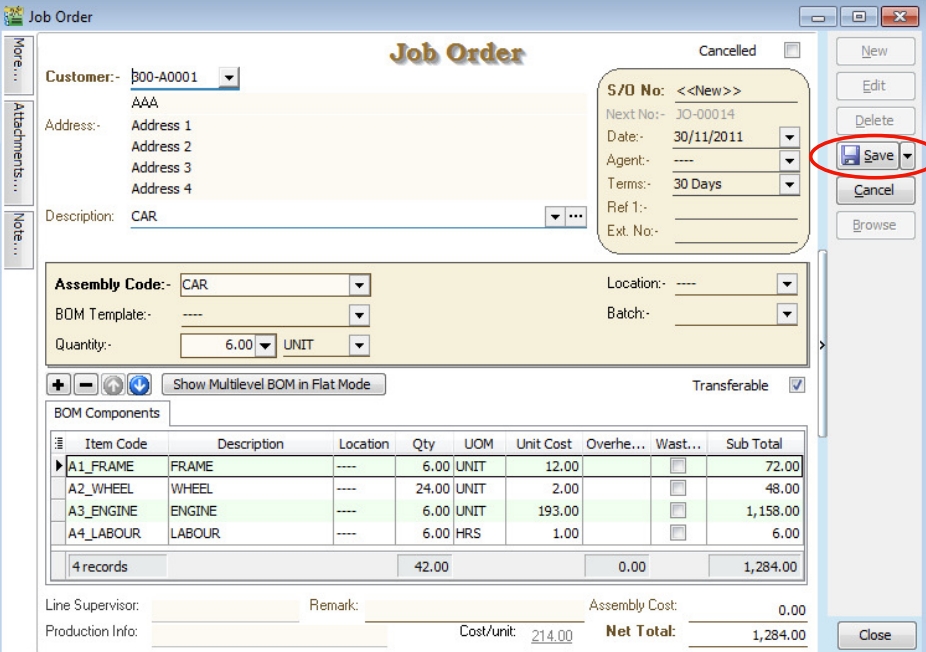 Job Order
More...
Attachments...
Note...
Job Order
Cancelled
Customer:- 300-A0001
AAA
Address:- Address 1
Address 2
Address 3
Address 4
Description: CAR
S/O No: <<New>>
Next No:- JO-00014
Date:- 30/11/2011
Agent:- ----
Terms:- 30 Days
Ref 1:-
Ext. No:-
New
Edit
Delete
Save
Cancel
Browse
Assembly Code:- CAR
Location:- ----
BOM Template:- ----
Batch:-
Quantity:- 6.00 UNIT
Show Multilevel BOM in Flat Mode
Transferable
BOM Components
Item Code Description Location Qty UOM Unit Cost Overhe... Wast... Sub Total
A1_FRAME FRAME ---- 6.00 UNIT 12.00 72.00
A2_WHEEL WHEEL ---- 24.00 UNIT 2.00 48.00
A3_ENGINE ENGINE ---- 6.00 UNIT 193.00 1,158.00
A4_LABOUR LABOUR ---- 6.00 HRS 1.00 6.00
4 records 42.00 0.00 1,284.00
Line Supervisor: Remark: Assembly Cost: 0.00
Production Info: Cost/unit: 214.00 Net Total: 1,284.00
Close